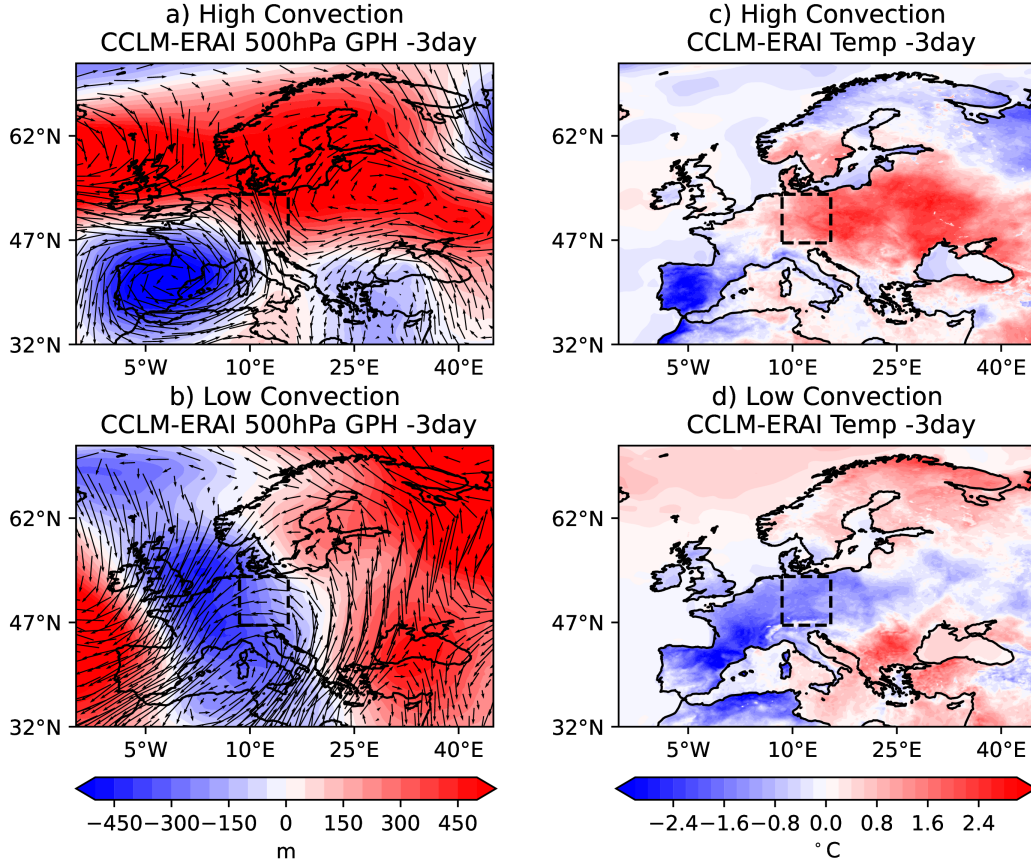 a) High Convection
CCLM-ERAI 500hPa GPH -3day
62°N
47°N
32°N
5°W 10°E 25°E 40°E
c) High Convection
CCLM-ERAI Temp -3day
62°N
47°N
32°N
5°W 10°E 25°E 40°E
b) Low Convection
CCLM-ERAI 500hPa GPH -3day
62°N
47°N
32°N
5°W 10°E 25°E 40°E
d) Low Convection
CCLM-ERAI Temp -3day
62°N
47°N
32°N
5°W 10°E 25°E 40°E
−450 −300 −150 0 150 300 450
m
−2.4 −1.6 −0.8 0.0 0.8 1.6 2.4
°C